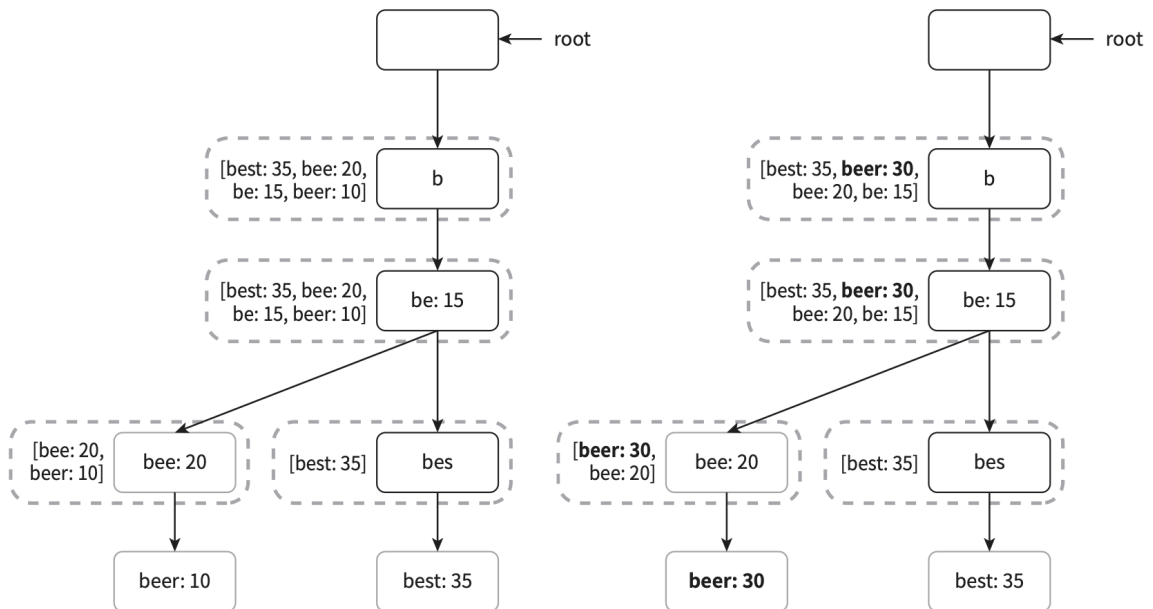 root
[best: 35, bee: 20,
be: 15, beer: 10]
b
[best: 35, bee: 20,
be: 15, beer: 10]
be: 15
[bee: 20,
beer: 10]
bee: 20
[best: 35]
bes
beer: 10
best: 35
root
[best: 35, beer: 30,
bee: 20, be: 15]
b
[best: 35, beer: 30,
bee: 20, be: 15]
be: 15
[beer: 30,
bee: 20]
bee: 20
[best: 35]
bes
beer: 30
best: 35